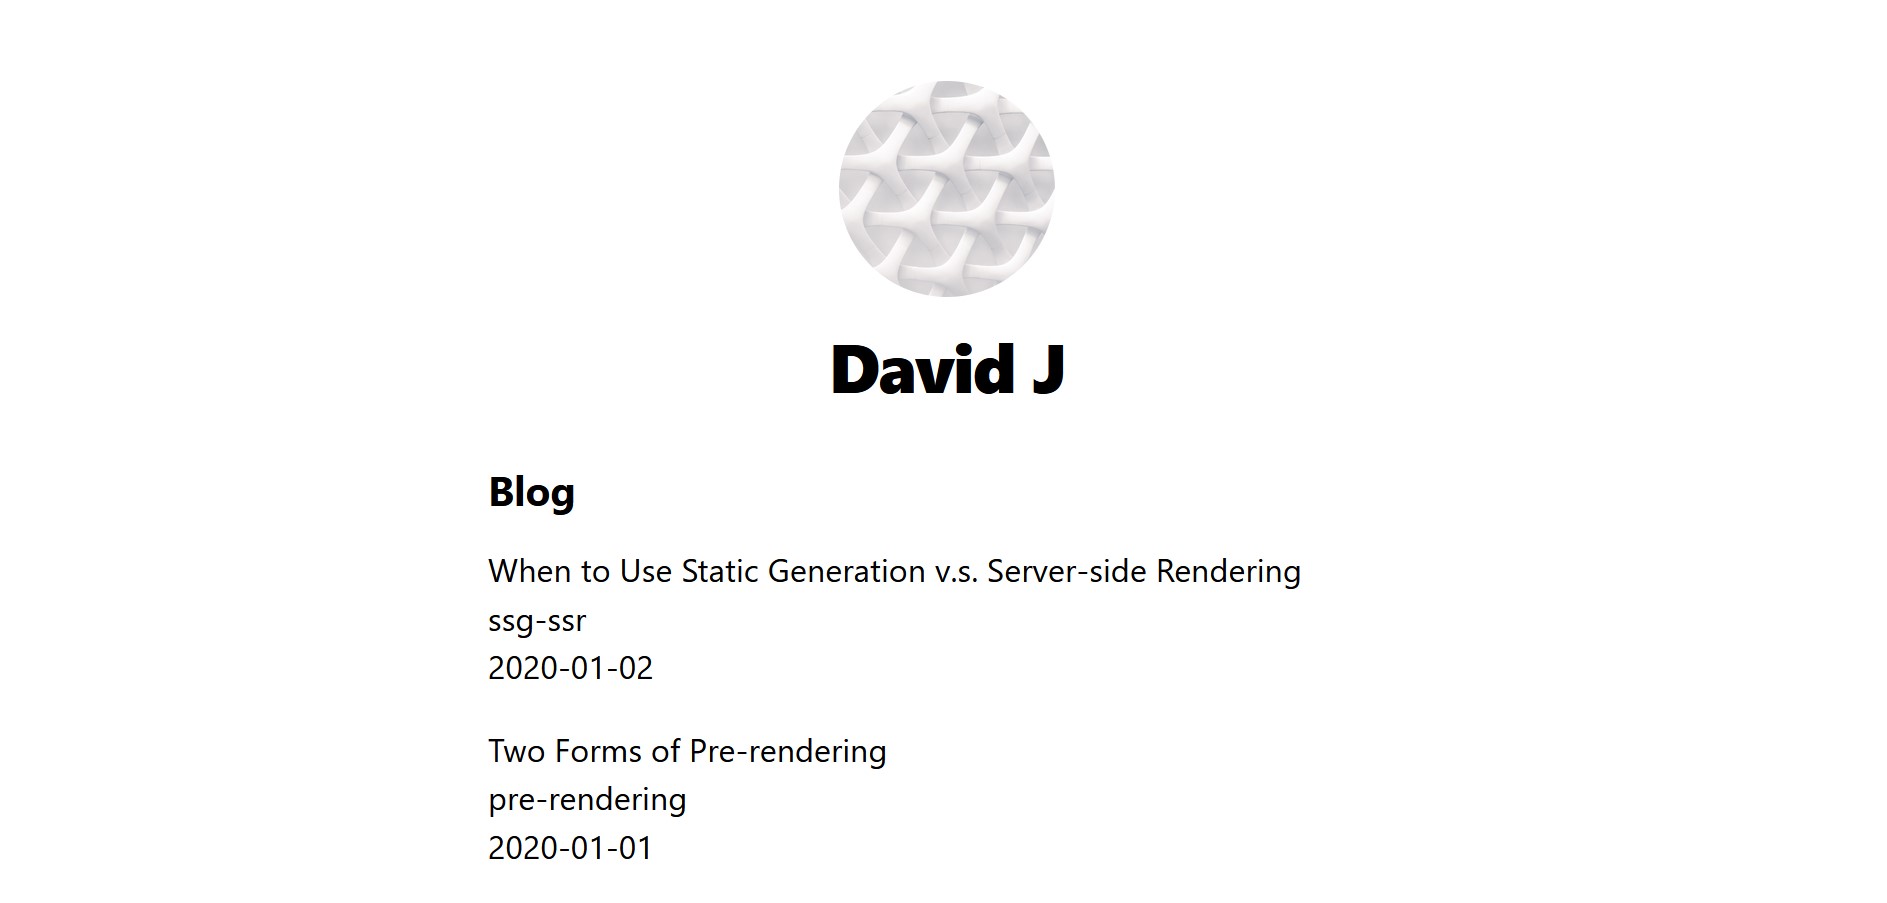 David J
Blog
When to Use Static Generation v.s. Server-side Rendering
ssg-ssr
2020-01-02
Two Forms of Pre-rendering
pre-rendering
2020-01-01